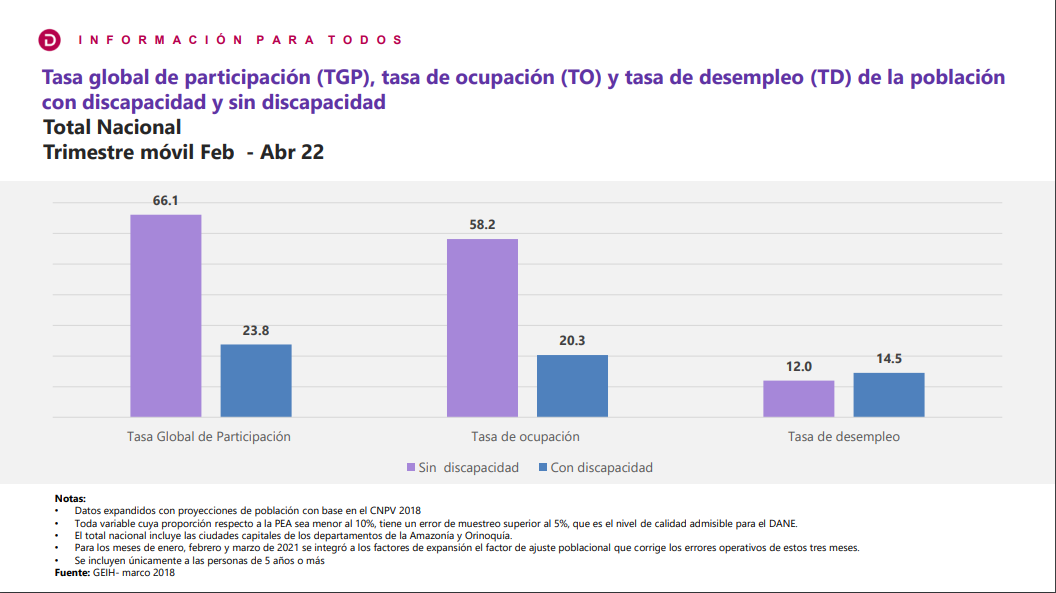 INFORMACIÓN PARA TODOS
Tasa global de participación (TGP), tasa de ocupación (TO) y tasa de desempleo (TD) de la población
con discapacidad y sin discapacidad
Total Nacional
Trimestre móvil Feb - Abr 22
66.1
58.2
23.8
20.3
12.0
14.5
Tasa Global de Participación
Tasa de ocupación
Tasa de desempleo
Sin discapacidad
Con discapacidad
Notas:
• Datos expandidos con proyecciones de población con base en el CNPV 2018
• Toda variable cuya proporción respecto a la PEA sea menor al 10%, tiene un error de muestreo superior al 5%, que es el nivel de calidad admisible para el DANE.
• El total nacional incluye las ciudades capitales de los departamentos de la Amazonia y Orinoquía.
• Para los meses de enero, febrero y marzo de 2021 se integró a los factores de expansión el factor de ajuste poblacional que corrige los errores operativos de estos tres meses.
• Se incluyen únicamente a las personas de 5 años o más
Fuente: GEIH- marco 2018